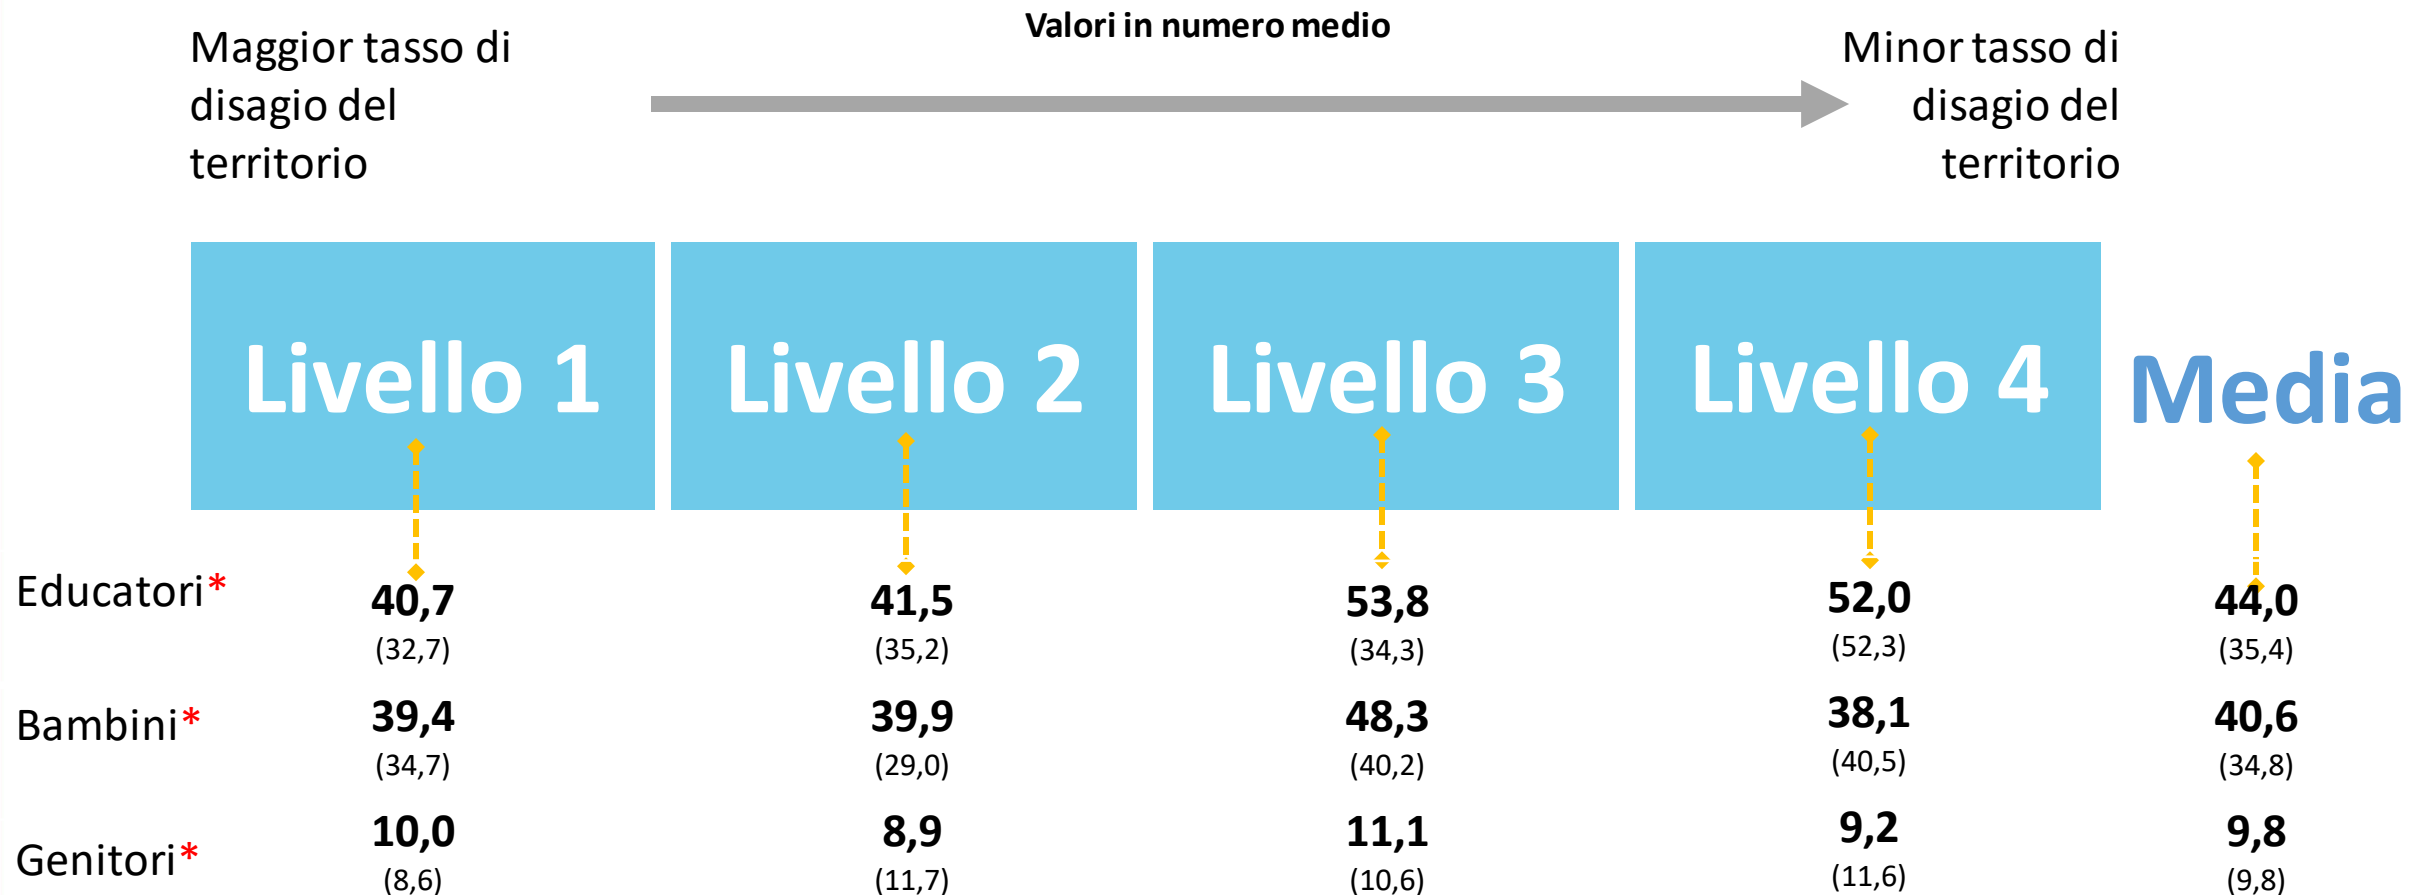 Valori in numero medio
Maggior tasso di
disagio del
territorio
Minor tasso di
disagio del
territorio
Livello 1 Livello 2 Livello 3 Livello 4 Media
Educatori* 40,7 41,5 53,8 52,0 44,0
(32,7) (35,2) (34,3) (52,3) (35,4)
Bambini* 39,4 39,9 48,3 38,1 40,6
(34,7) (29,0) (40,2) (40,5) (34,8)
Genitori* 10,0 8,9 11,1 9,2 9,8
(8,6) (11,7) (10,6) (11,6) (9,8)